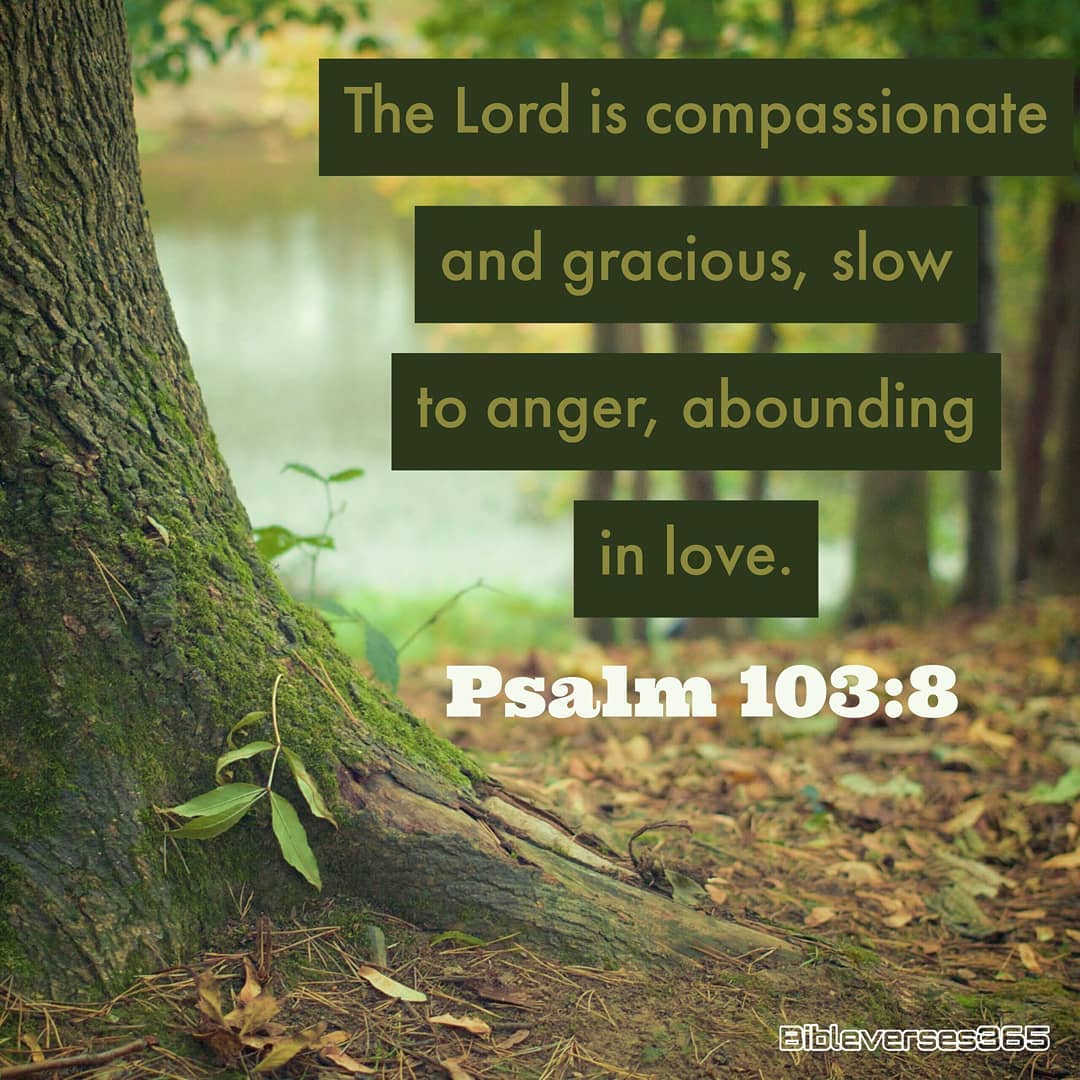 The Lord is compassionate
and gracious, slow
to anger, abounding
in love.
Psalm 103:8
Bibleverses365